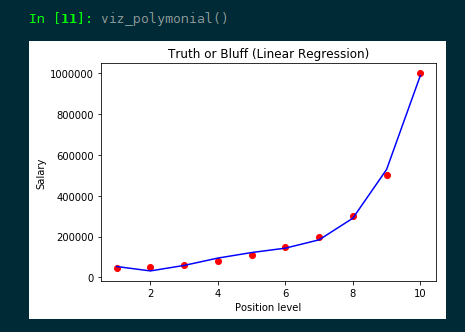 In [11]: viz_polymonial()
Truth or Bluff (Linear Regression)
1000000
800000
600000
400000
200000
0
Salary
2 4 6 8 10
Position level